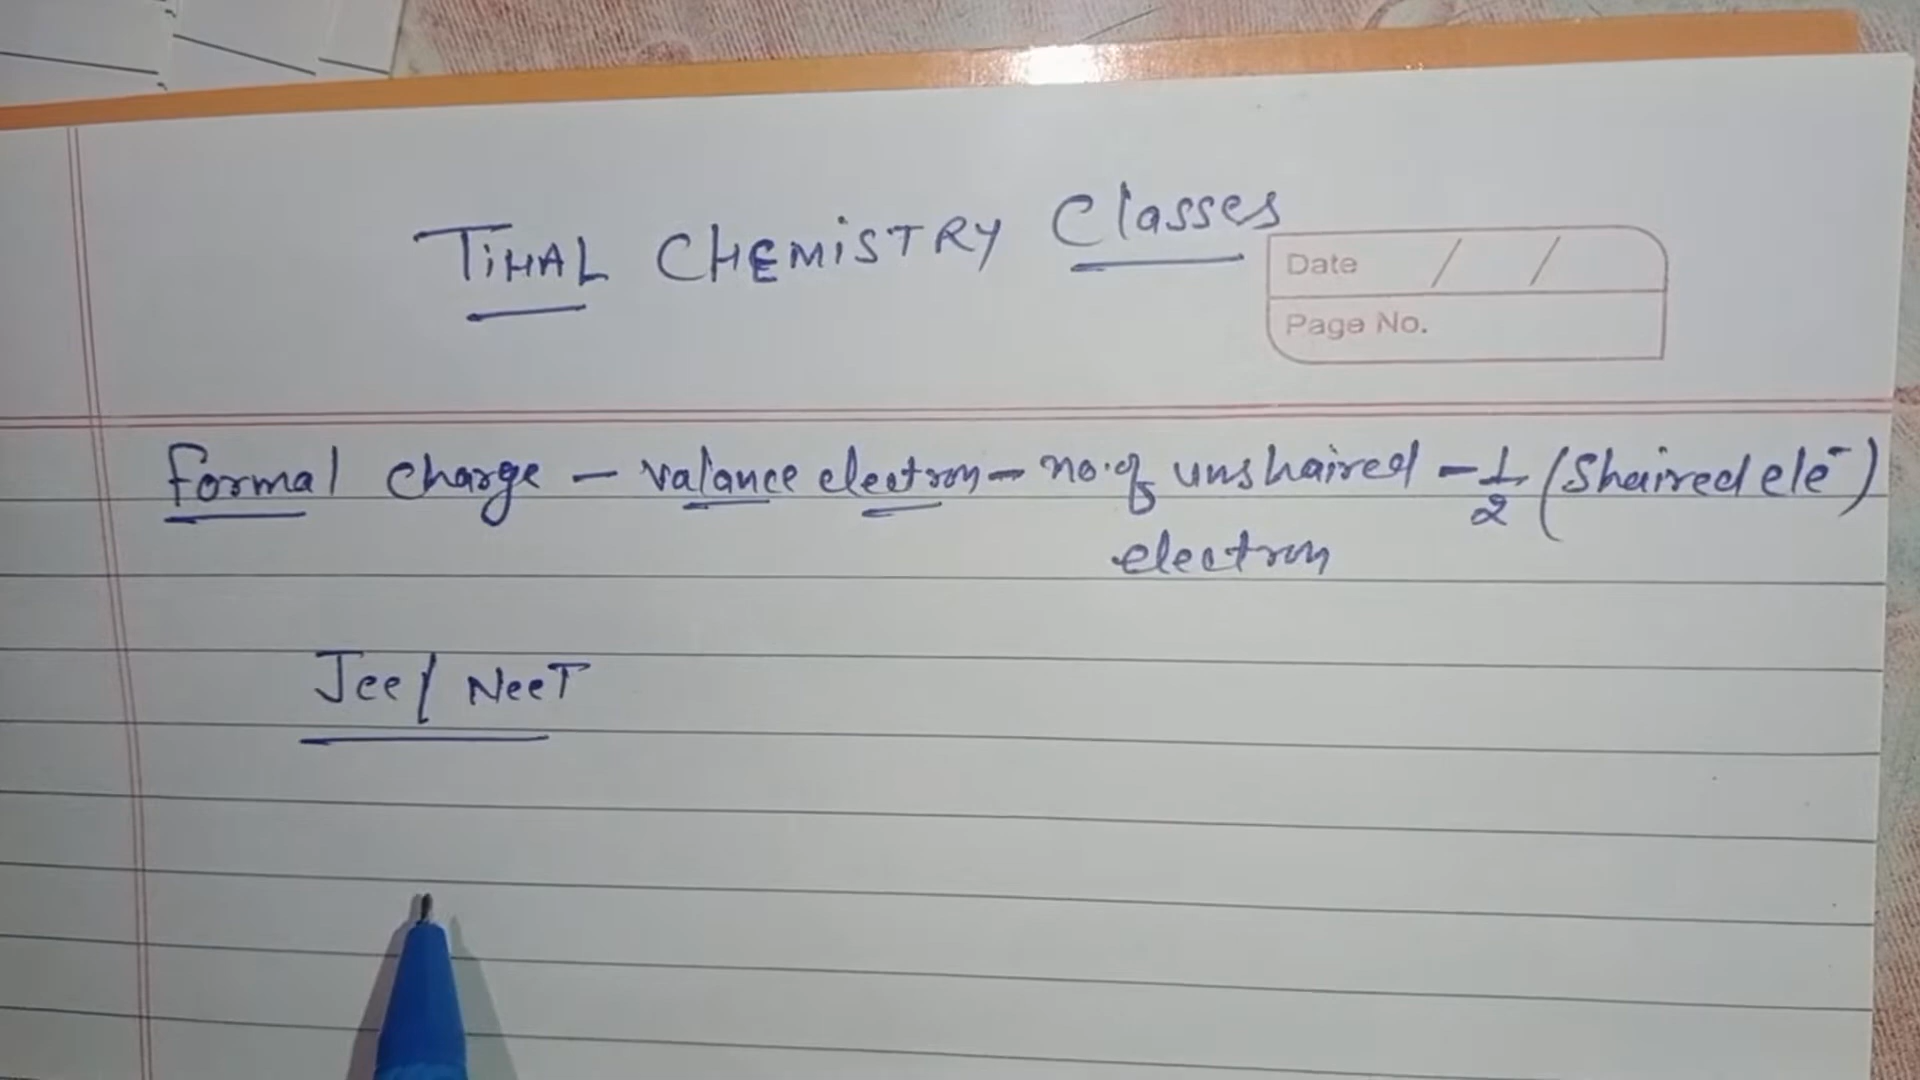 TiHAL CHEMiSTRY Classes
Date / /
Page No.
formal charge - valance electron - no. of unshaired - 1/2 (Shaired ele-)
electron
Jee/ NeeT